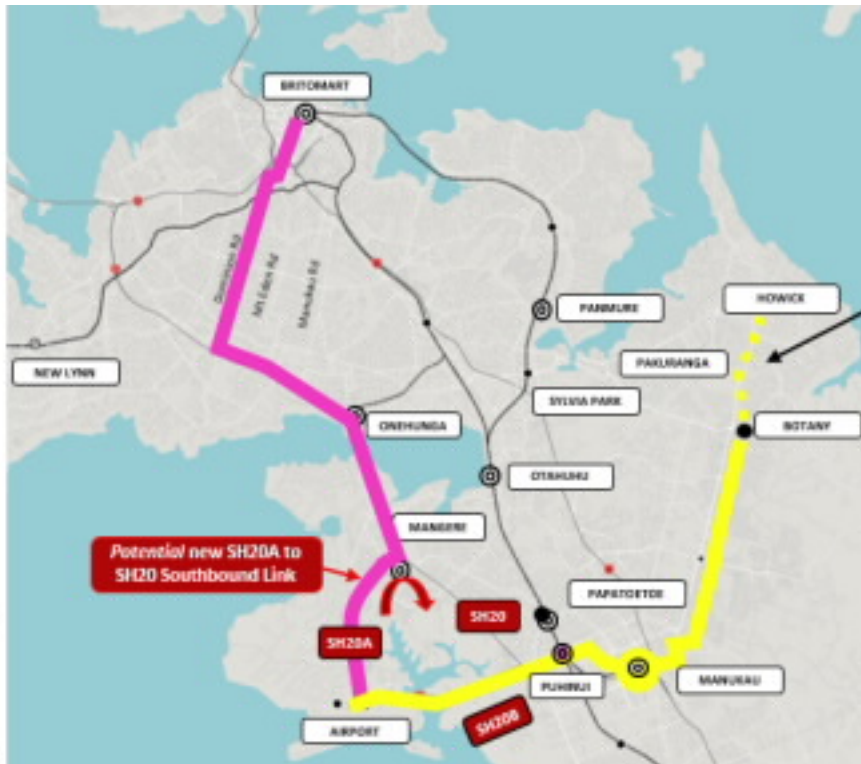 BRITOMART
HOWICK
PANMURE
Dominion Rd
Mt Eden Rd
Manukau Rd
NEW LYNN
PAKURANGA
SYLVIA PARK
ONEHUNGA
BOTANY
OTAHUHU
MANGERE
Potential new SH20A to
SH20 Southbound Link
PAPATOETOE
SH20
SH20A
PUHINUI
MANUKAU
SH20B
AIRPORT